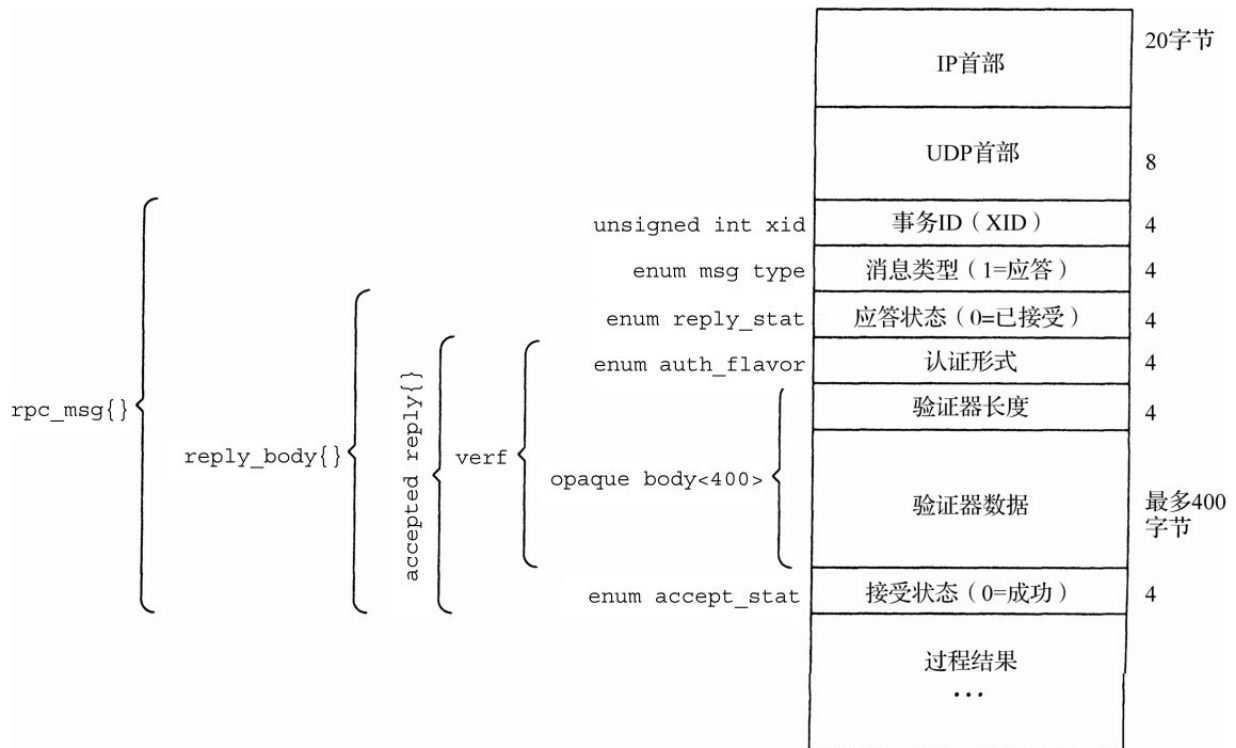 IP首部
20字节
UDP首部
8
unsigned int xid
事务ID（XID）
4
enum msg type
消息类型（1=应答）
4
enum reply_stat
应答状态（0=已接受）
4
enum auth_flavor
认证形式
4
验证器长度
4
rpc_msg{}
reply_body{}
accepted reply{}
verf
opaque body<400>
验证器数据
最多400
字节
enum accept_stat
接受状态（0=成功）
4
过程结果
...